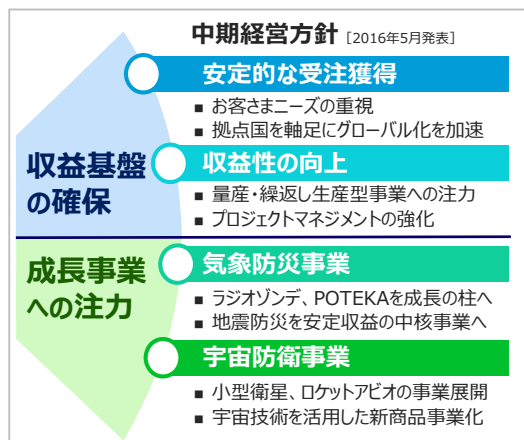 中期経営方針 [2016年5月発表]
安定的な受注獲得
■ お客さまニーズの重視
■ 拠点国を軸足にグローバル化を加速
収益基盤
の確保
収益性の向上
■ 量産・繰返し生産型事業への注力
■ プロジェクトマネジメントの強化
成長事業
への注力
気象防災事業
■ ラジオゾンデ、POTEKAを成長の柱へ
■ 地震防災を安定収益の中核事業へ
宇宙防衛事業
■ 小型衛星、ロケットアビオの事業展開
■ 宇宙技術を活用した新商品事業化